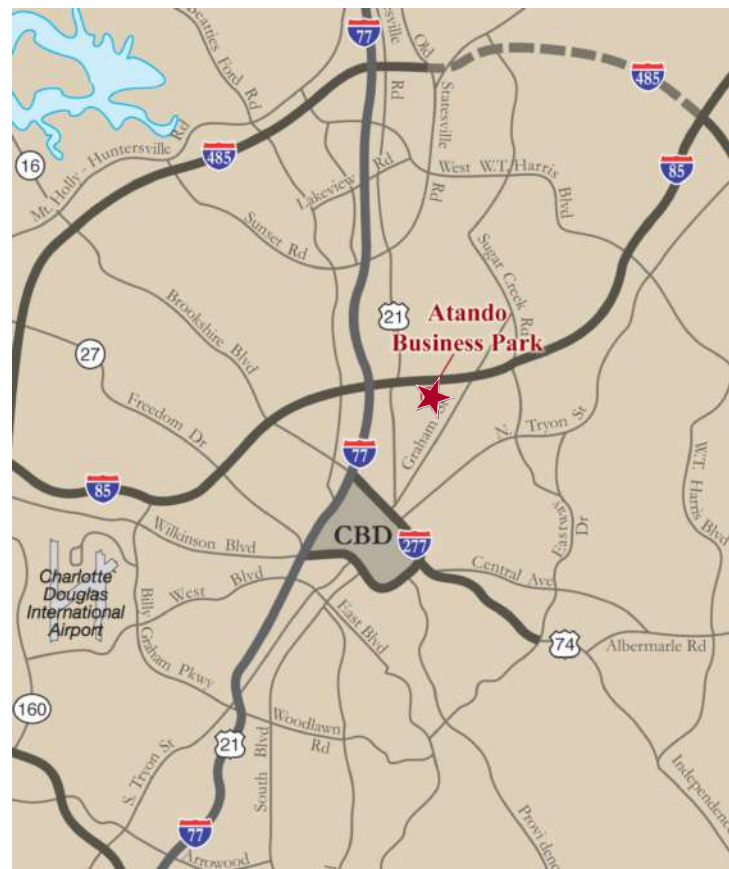 77
Statesville
Rd
Old
Statesville
Rd
Beatties Ford Rd
485
485
16
Mt. Holly - Huntersville Rd
Lakeview Rd
West W.T. Harris Blvd
85
Sunset Rd
Sugar Creek Rd
Brookshire Blvd
21
Atando
Business Park
27
Freedom Dr
Graham St
N. Tryon St
77
85
W.T. Harris Blvd
Wilkinson Blvd
CBD
277
Eastway Dr
Charlotte
Douglas
International
Airport
Billy Graham Pkwy
West Blvd
East Blvd
Central Ave
74
Albermarle Rd
160
21
Woodlawn
Rd
S. Tryon St
South Blvd
Independence
Providence
77
Arrowood